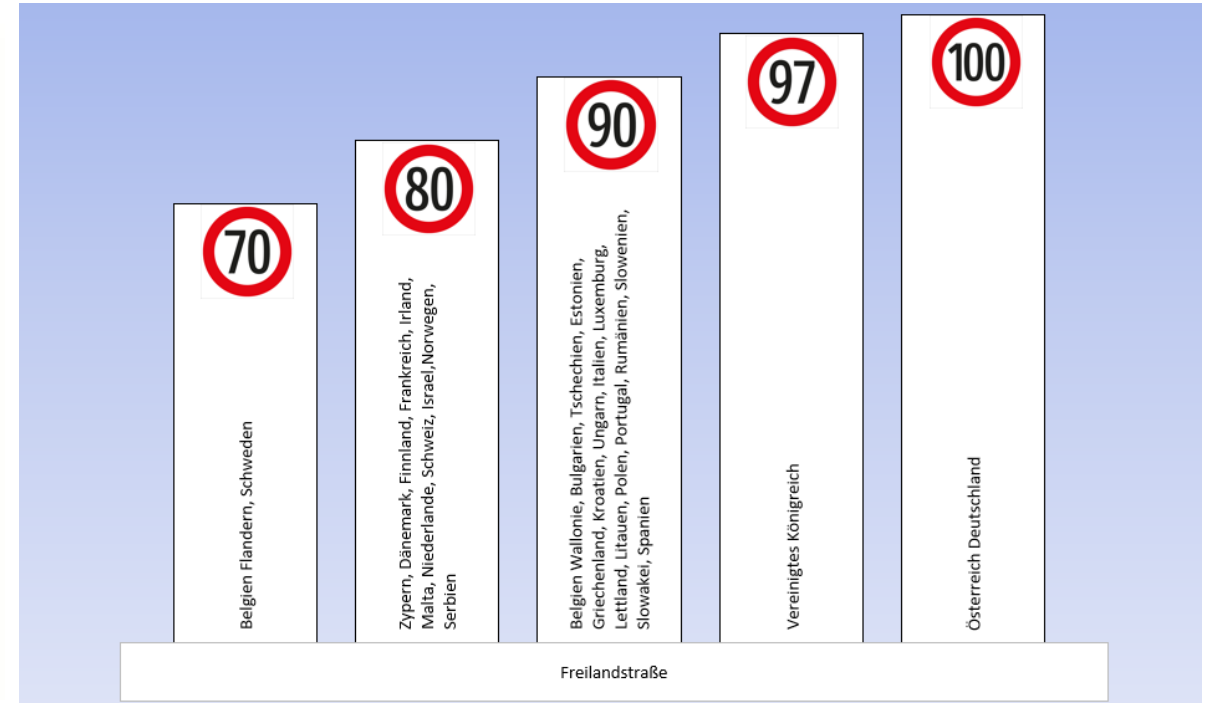 70
Belgien Flandern, Schweden
80
Zypern, Dänemark, Finnland, Frankreich, Irland,
Malta, Niederlande, Schweiz, Israel,Norwegen,
Serbien
90
Belgien Wallonie, Bulgarien, Tschechien, Estonien,
Griechenland, Kroatien, Ungarn, Italien, Luxemburg,
Lettland, Litauen, Polen, Portugal, Rumänien, Slowenien,
Slowakei, Spanien
97
Vereinigtes Königreich
100
Österreich Deutschland
Freilandstraße